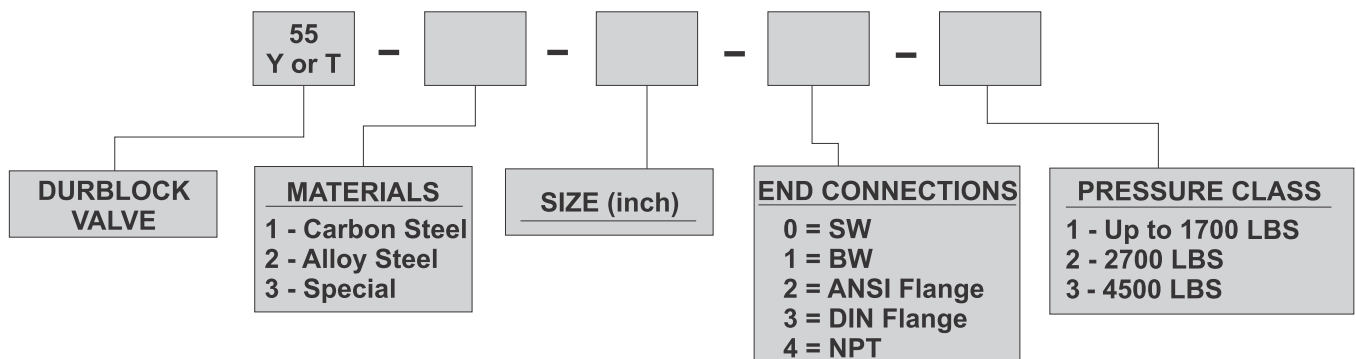 55
Y or T - - - -
DURBLOCK
VALVE
MATERIALS
1 - Carbon Steel
2 - Alloy Steel
3 - Special
SIZE (inch)
END CONNECTIONS
0 = SW
1 = BW
2 = ANSI Flange
3 = DIN Flange
4 = NPT
PRESSURE CLASS
1 - Up to 1700 LBS
2 - 2700 LBS
3 - 4500 LBS